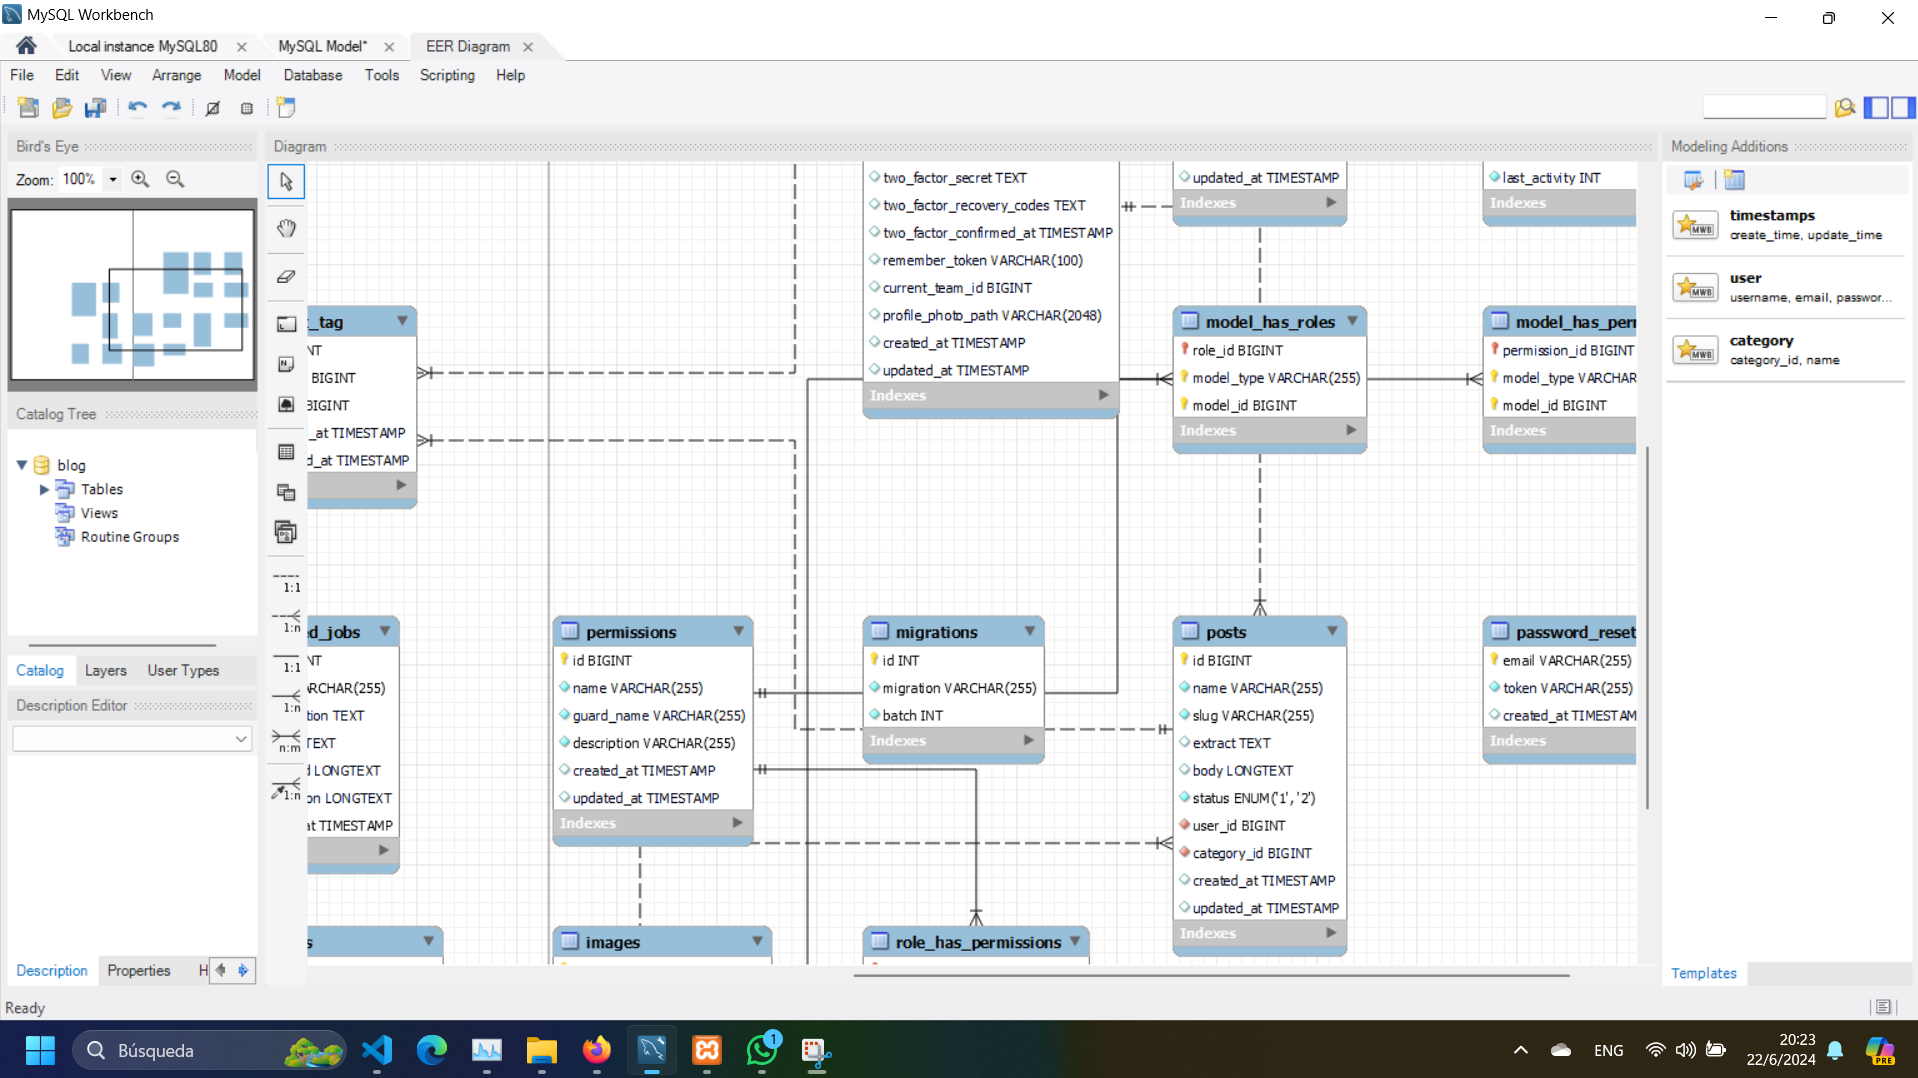 MySQL Workbench
Local instance MySQL80
MySQL Model*
EER Diagram
File Edit View Arrange Model Database Tools Scripting Help
Bird's Eye
Zoom: 100%
Catalog Tree
blog
Tables
Views
Routine Groups
Catalog Layers User Types
Description Editor
Description Properties H
Ready
Diagram
1:1
1:n
1:1
1:n
n:m
1:n
_tag
NT
BIGINT
BIGINT
_at TIMESTAMP
d_at TIMESTAMP
two_factor_secret TEXT
two_factor_recovery_codes TEXT
two_factor_confirmed_at TIMESTAMP
remember_token VARCHAR(100)
current_team_id BIGINT
profile_photo_path VARCHAR(2048)
created_at TIMESTAMP
updated_at TIMESTAMP
Indexes
updated_at TIMESTAMP
Indexes
last_activity INT
Indexes
model_has_roles
role_id BIGINT
model_type VARCHAR(255)
model_id BIGINT
Indexes
model_has_perr
permission_id BIGINT
model_type VARCHAR
model_id BIGINT
Indexes
ed_jobs
NT
ARCHAR(255)
tion TEXT
TEXT
d LONGTEXT
on LONGTEXT
at TIMESTAMP
permissions
id BIGINT
name VARCHAR(255)
guard_name VARCHAR(255)
description VARCHAR(255)
created_at TIMESTAMP
updated_at TIMESTAMP
Indexes
migrations
id INT
migration VARCHAR(255)
batch INT
Indexes
posts
id BIGINT
name VARCHAR(255)
slug VARCHAR(255)
extract TEXT
body LONGTEXT
status ENUM('1', '2')
user_id BIGINT
category_id BIGINT
created_at TIMESTAMP
updated_at TIMESTAMP
Indexes
password_reset
email VARCHAR(255)
token VARCHAR(255)
created_at TIMESTAM
Indexes
s
images
role_has_permissions
Modeling Additions
MWB
timestamps
create_time, update_time
MWB
user
username, email, passwor...
MWB
category
category_id, name
Templates
Búsqueda
1
ENG
20:23
22/6/2024
PRE